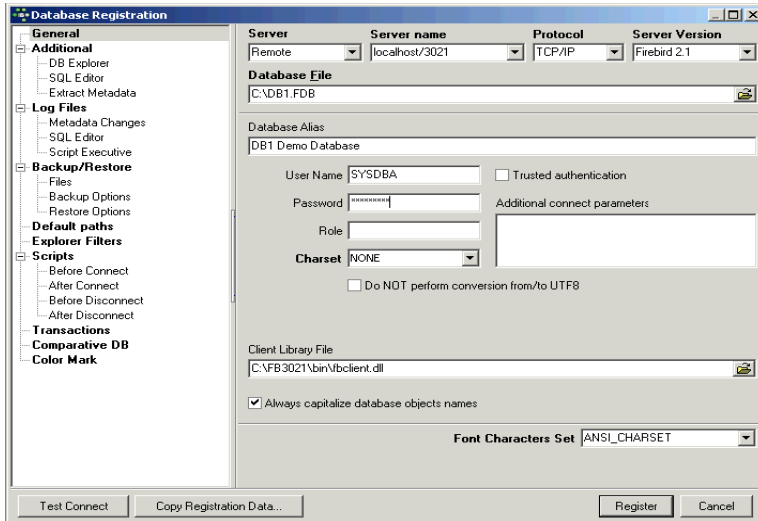 Database Registration
General
Additional
DB Explorer
SQL Editor
Extract Metadata
Log Files
Metadata Changes
SQL Editor
Script Executive
Backup/Restore
Files
Backup Options
Restore Options
Default paths
Explorer Filters
Scripts
Before Connect
After Connect
Before Disconnect
After Disconnect
Transactions
Comparative DB
Color Mark
Server Server name Protocol Server Version
Remote localhost/3021 TCP/IP Firebird 2.1
Database File
C:\DB1.FDB
Database Alias
DB1 Demo Database
User Name SYSDBA Trusted authentication
Password ********* Additional connect parameters
Role
Charset NONE
Do NOT perform conversion from/to UTF8
Client Library File
C:\FB3021\bin\fbclient.dll
Always capitalize database objects names
Font Characters Set ANSI_CHARSET
Test Connect Copy Registration Data... Register Cancel